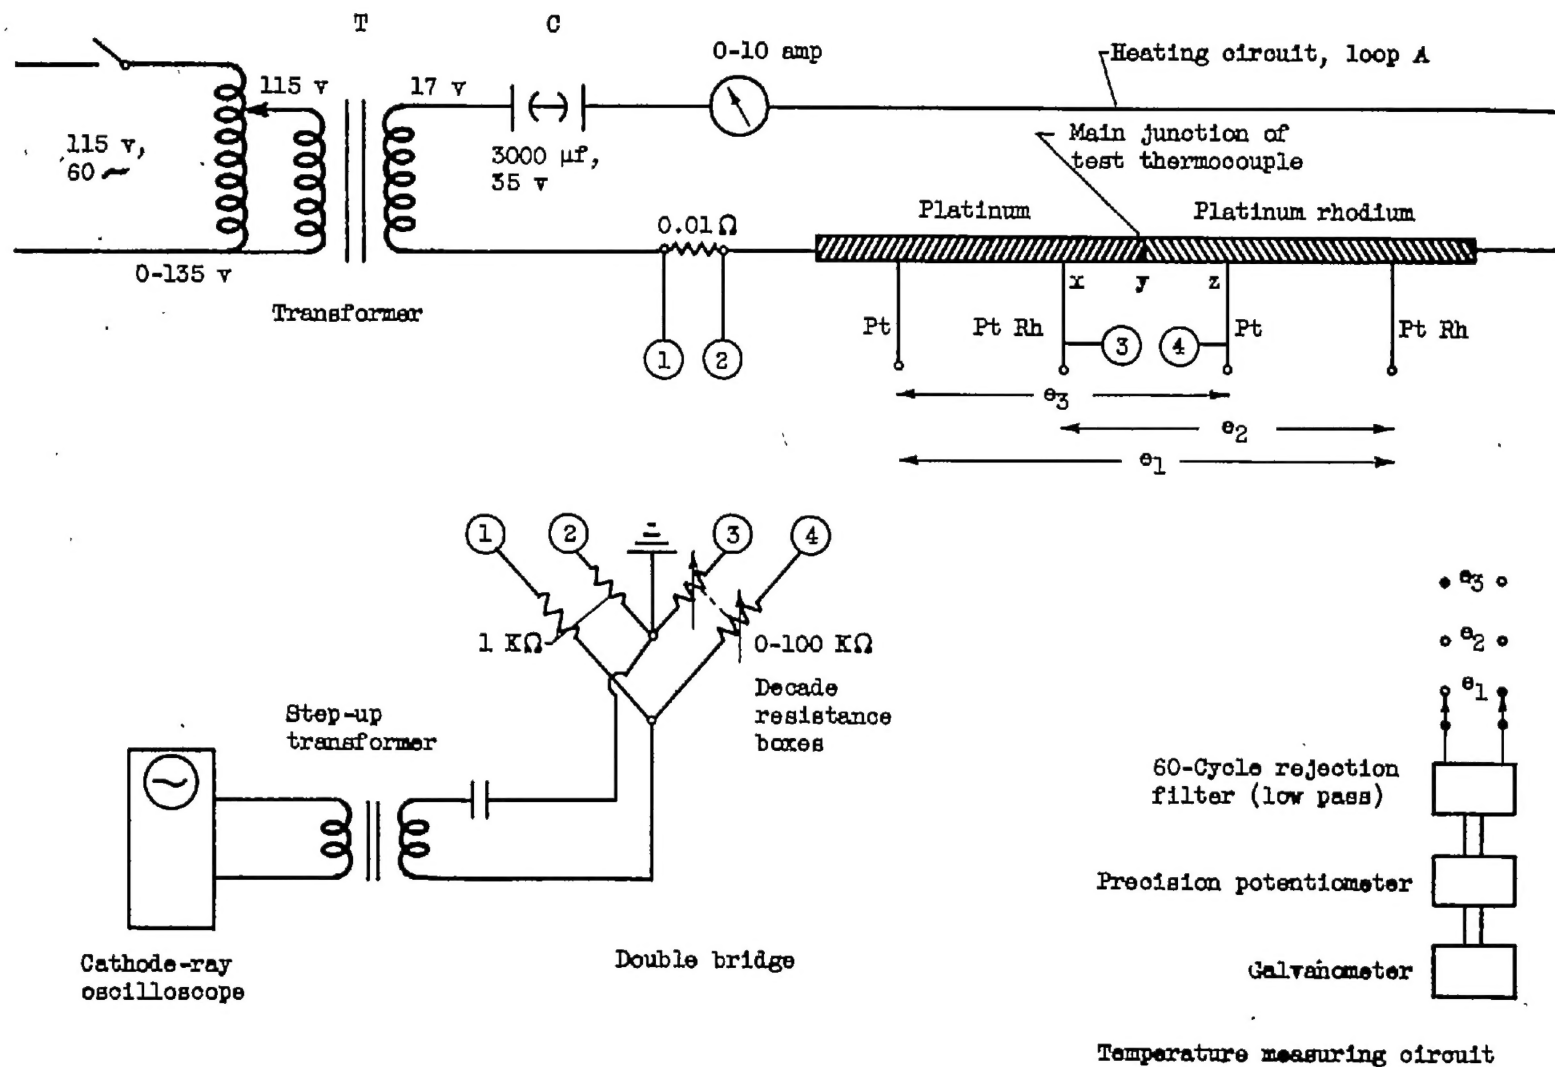 T
C
0-10 amp
Heating circuit, loop A
115 v
17 v
Main junction of
test thermocouple
115 v,
60 ~
3000 μf,
35 v
Platinum
Platinum rhodium
0.01 Ω
0-135 v
x
y
z
Transformer
Pt
Pt Rh
3
4
Pt
Pt Rh
1
2
e3
e2
e1
1
2
3
4
1 KΩ
0-100 KΩ
Decade
resistance
boxes
Step-up
transformer
e3
e2
e1
60-Cycle rejection
filter (low pass)
Precision potentiometer
Double bridge
Cathode-ray
oscilloscope
Galvanometer
Temperature measuring circuit